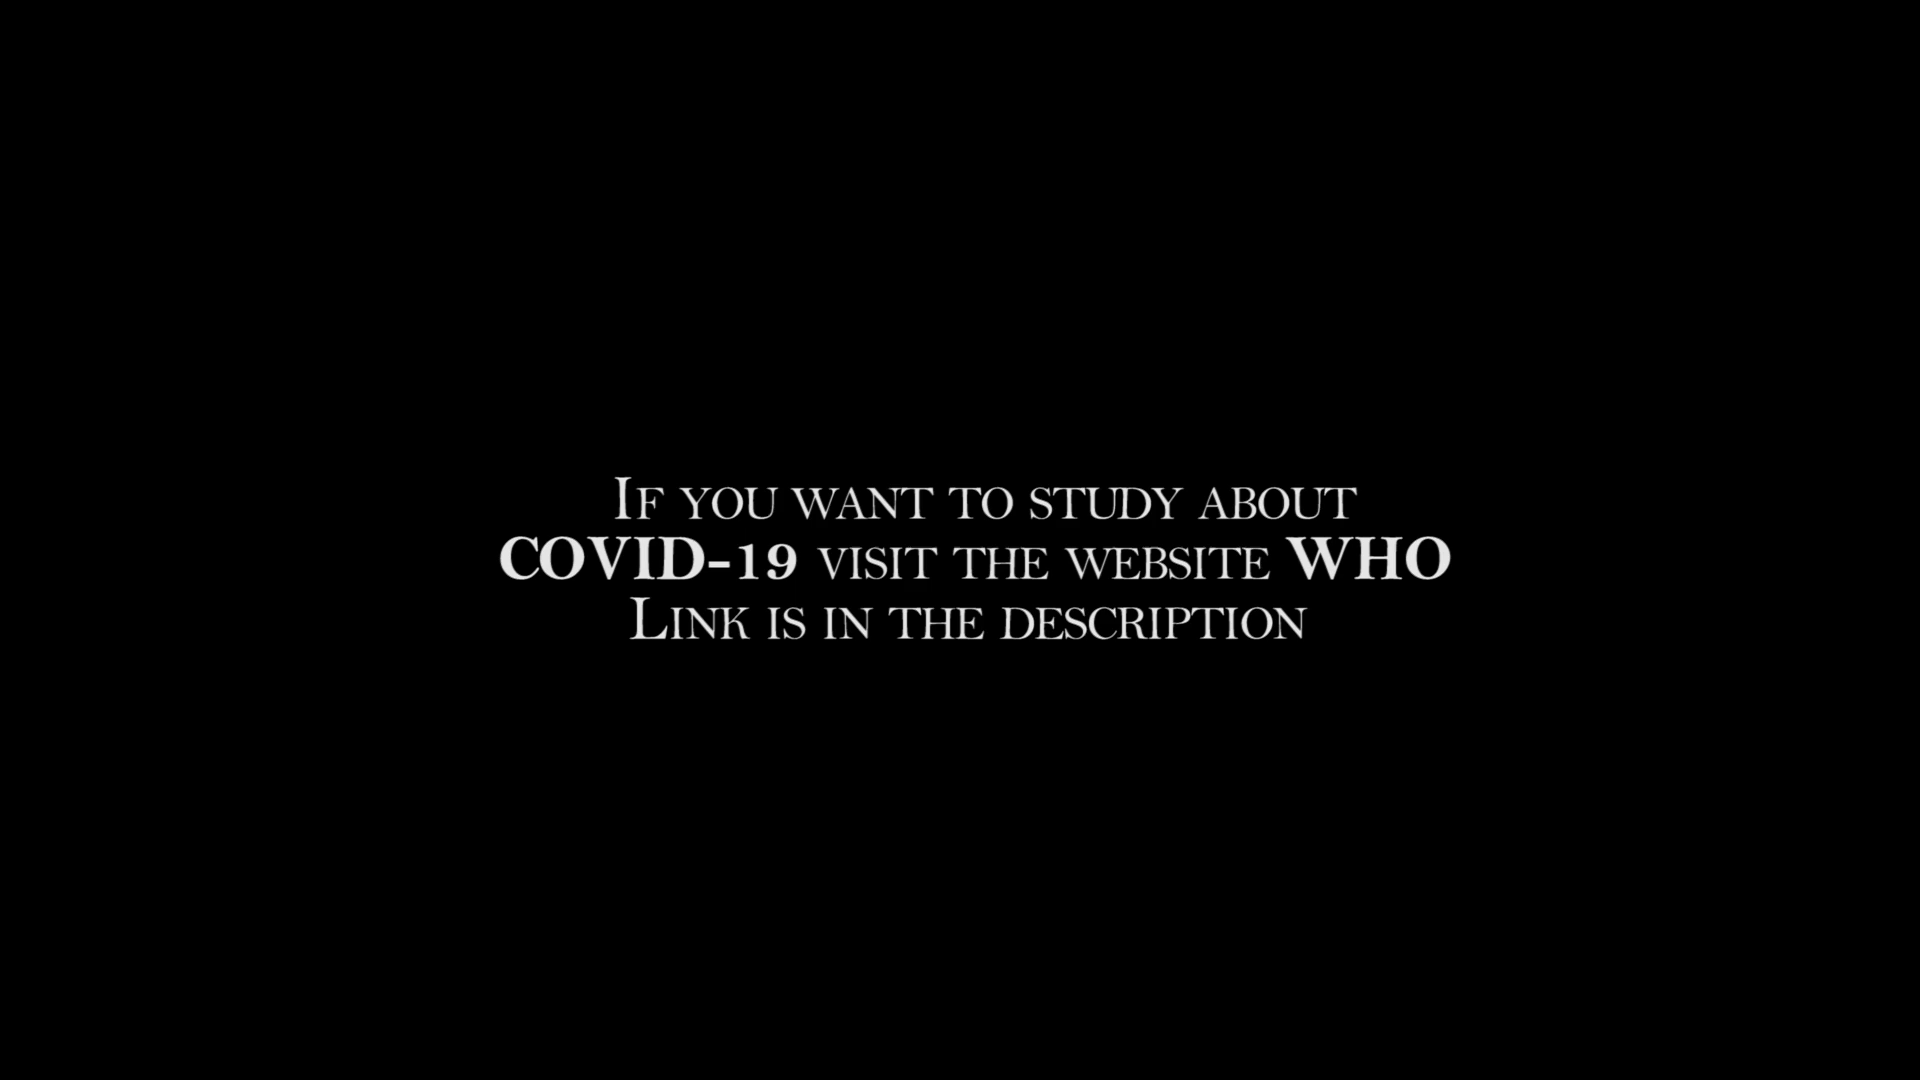 If you want to study about
COVID-19 visit the website WHO
Link is in the description